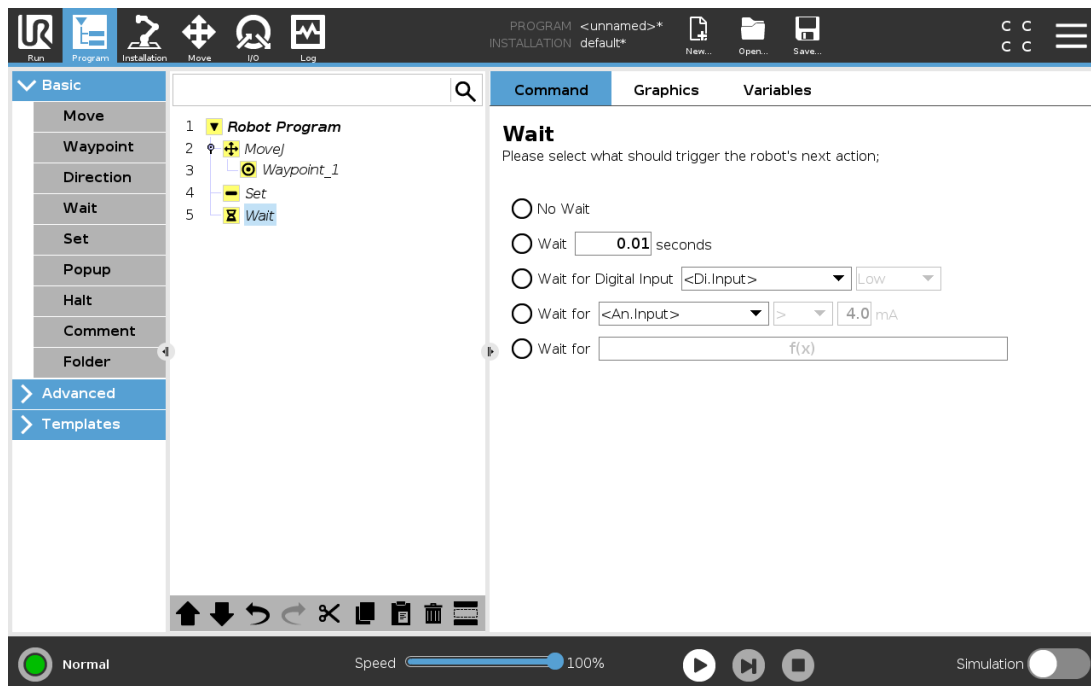 PROGRAM <unnamed>*
INSTALLATION default*
C C
C C
Run Program Installation Move I/O Log New... Open... Save...
Basic
Move
Waypoint
Direction
Wait
Set
Popup
Halt
Comment
Folder
Advanced
Templates
1 Robot Program
2 MoveJ
3 Waypoint_1
4 Set
5 Wait
Command Graphics Variables
Wait
Please select what should trigger the robot's next action;
No Wait
Wait 0.01 seconds
Wait for Digital Input <Di.Input> Low
Wait for <An.Input> > 4.0 mA
Wait for f(x)
Normal Speed 100% Simulation